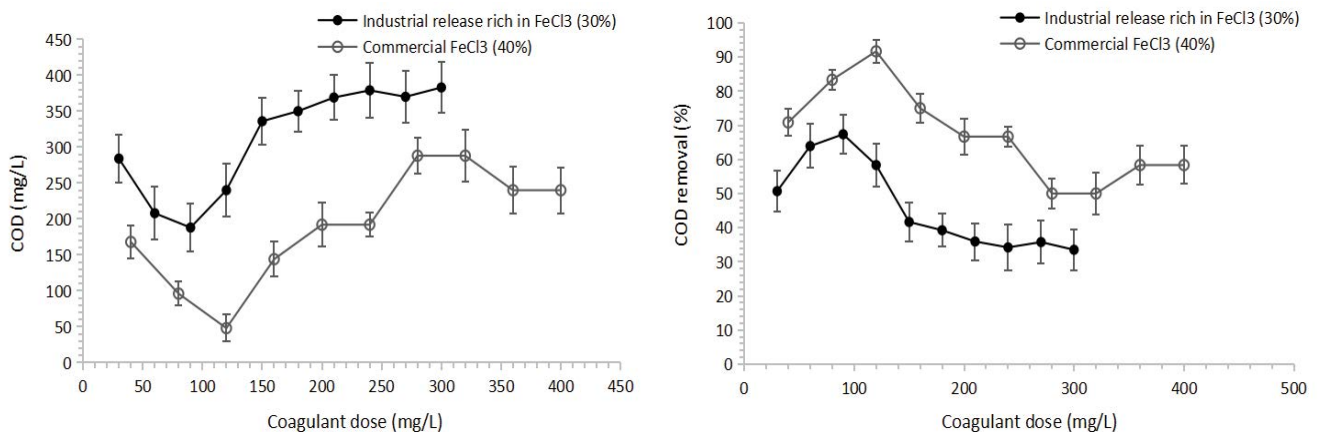 Industrial release rich in FeCl3 (30%)
Commercial FeCl3 (40%)
COD (mg/L)
450
400
350
300
250
200
150
100
50
0
0 50 100 150 200 250 300 350 400 450
Coagulant dose (mg/L)
Industrial release rich in FeCl3 (30%)
Commercial FeCl3 (40%)
COD removal (%)
100
90
80
70
60
50
40
30
20
10
0
0 100 200 300 400 500
Coagulant dose (mg/L)